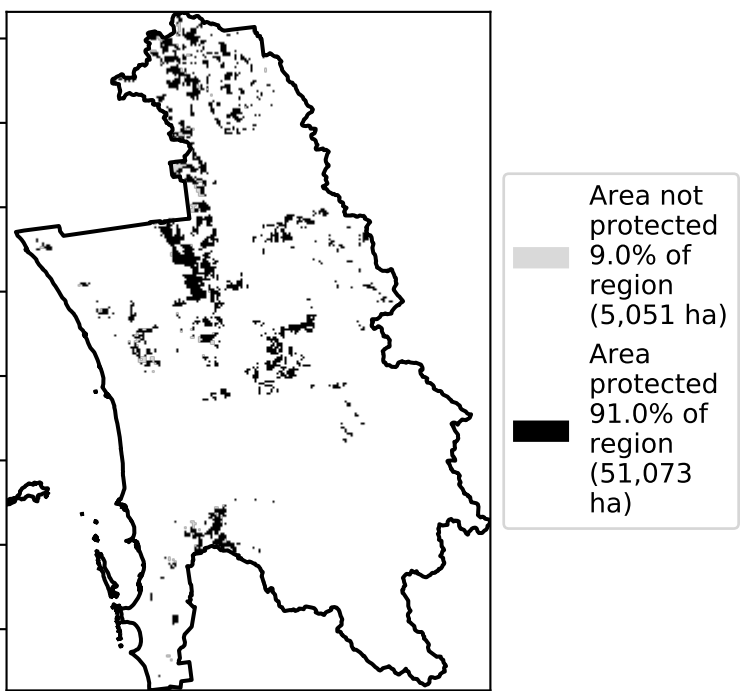 Area not
protected
9.0% of
region
(5,051 ha)
Area
protected
91.0% of
region
(51,073
ha)